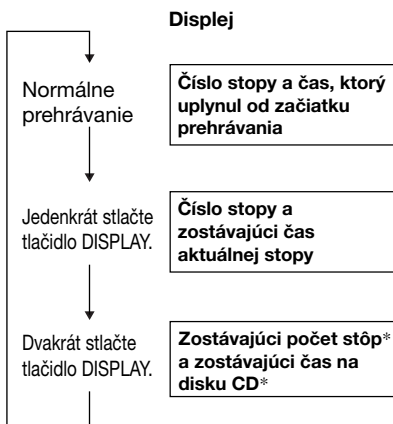 Displej
Normálne
prehrávanie
Číslo stopy a čas, ktorý
uplynul od začiatku
prehrávania
Jedenkrát stlačte
tlačidlo DISPLAY.
Číslo stopy a
zostávajúci čas
aktuálnej stopy
Dvakrát stlačte
tlačidlo DISPLAY.
Zostávajúci počet stôp*
a zostávajúci čas na
disku CD*